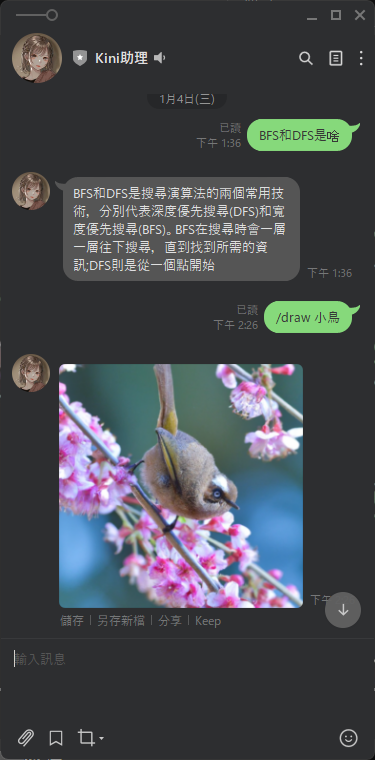 Kini助理
1月4日(三)
已讀
下午 1:36
BFS和DFS是啥
BFS和DFS是搜尋演算法的兩個常用技
術，分別代表深度優先搜尋(DFS)和寬
度優先搜尋(BFS)。BFS在搜尋時會一層
一層往下搜尋，直到找到所需的資
訊;DFS則是從一個點開始
下午 1:36
已讀
下午 2:26
/draw 小鳥
下午
儲存｜另存新檔｜分享｜Keep
輸入訊息